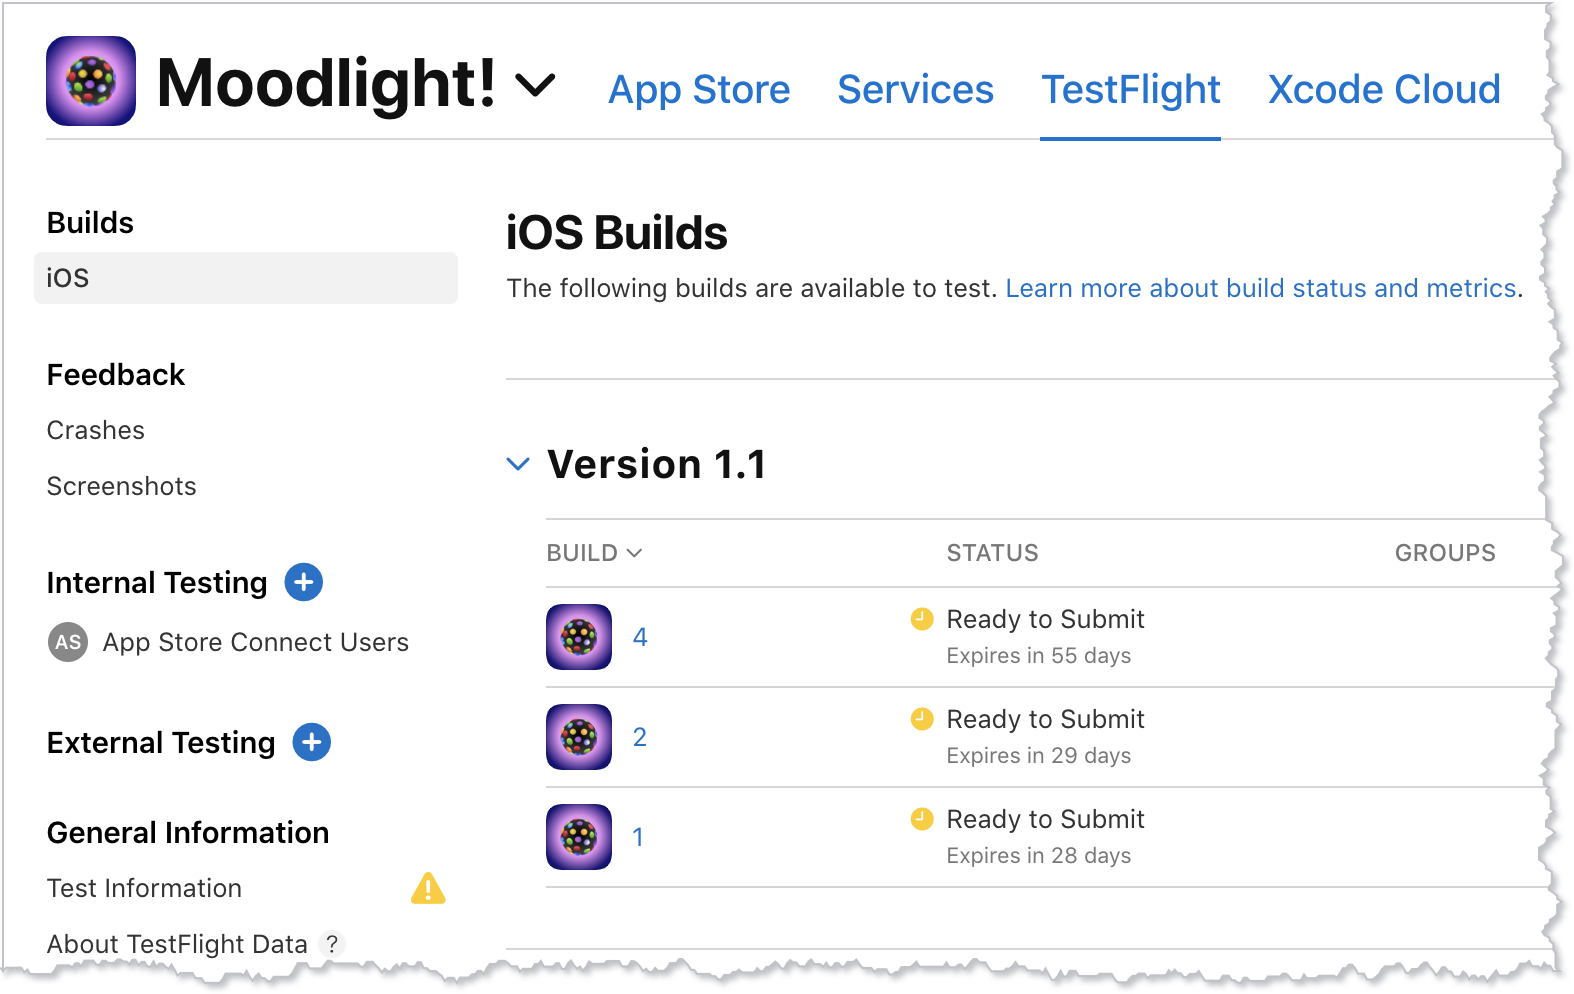 Moodlight!
App Store Services TestFlight Xcode Cloud
Builds
iOS
Feedback
Crashes
Screenshots
Internal Testing
AS App Store Connect Users
External Testing
General Information
Test Information
About TestFlight Data ?
iOS Builds
The following builds are available to test. Learn more about build status and metrics.
Version 1.1
BUILD STATUS GROUPS
4 Ready to Submit
Expires in 55 days
2 Ready to Submit
Expires in 29 days
1 Ready to Submit
Expires in 28 days